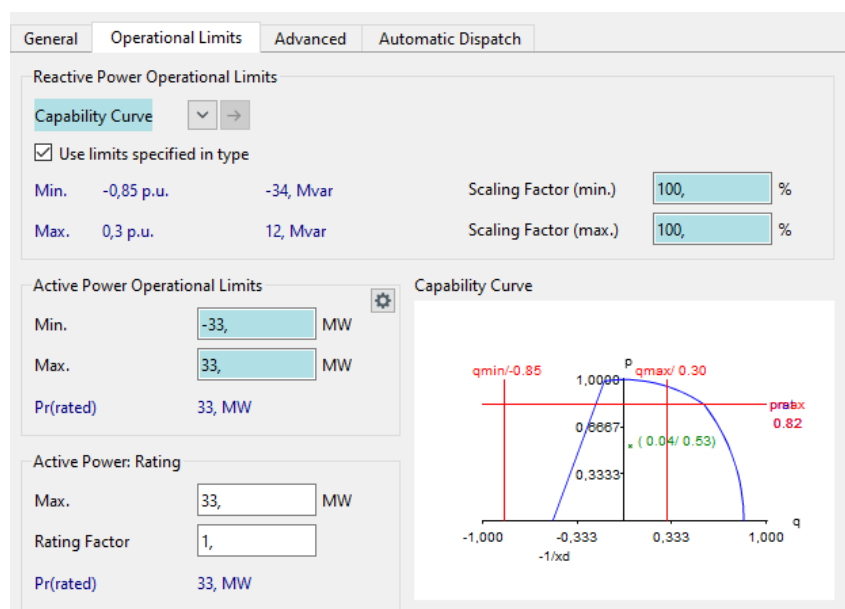 General Operational Limits Advanced Automatic Dispatch
Reactive Power Operational Limits
Capability Curve
Use limits specified in type
Min. -0,85 p.u. -34, Mvar Scaling Factor (min.) 100, %
Max. 0,3 p.u. 12, Mvar Scaling Factor (max.) 100, %
Active Power Operational Limits
Min. -33, MW
Max. 33, MW
Pr(rated) 33, MW
Active Power: Rating
Max. 33, MW
Rating Factor 1,
Pr(rated) 33, MW
Capability Curve
p
qmin/-0.85 qmax/ 0.30
1,0000
0,6667
0.82
( 0.04/ 0.53)
0,3333
-1,000 -0,333 0,333 1,000 q
-1/xd